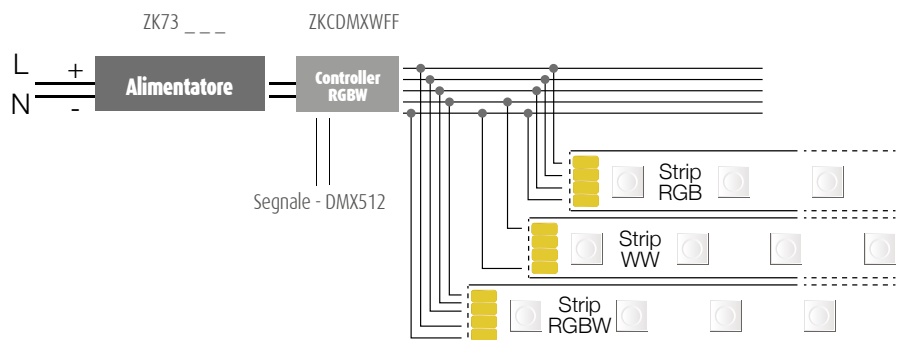 ZK73 _ _ _
ZKCDMXWFF
L
+
N
-
Alimentatore
Controller
RGBW
Segnale - DMX512
Strip
RGB
Strip
WW
Strip
RGBW